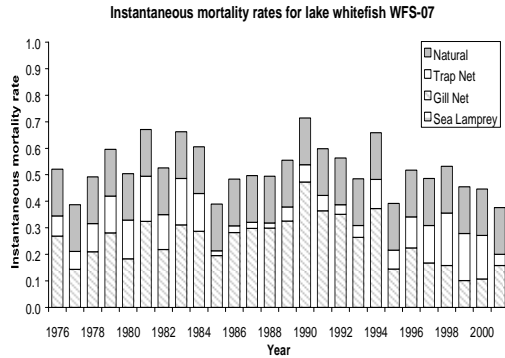 Instantaneous mortality rates for lake whitefish WFS-07
Instantaneous mortality rate
1.0
0.9
0.8
0.7
0.6
0.5
0.4
0.3
0.2
0.1
0.0
Natural
Trap Net
Gill Net
Sea Lamprey
1976 1978 1980 1982 1984 1986 1988 1990 1992 1994 1996 1998 2000
Year